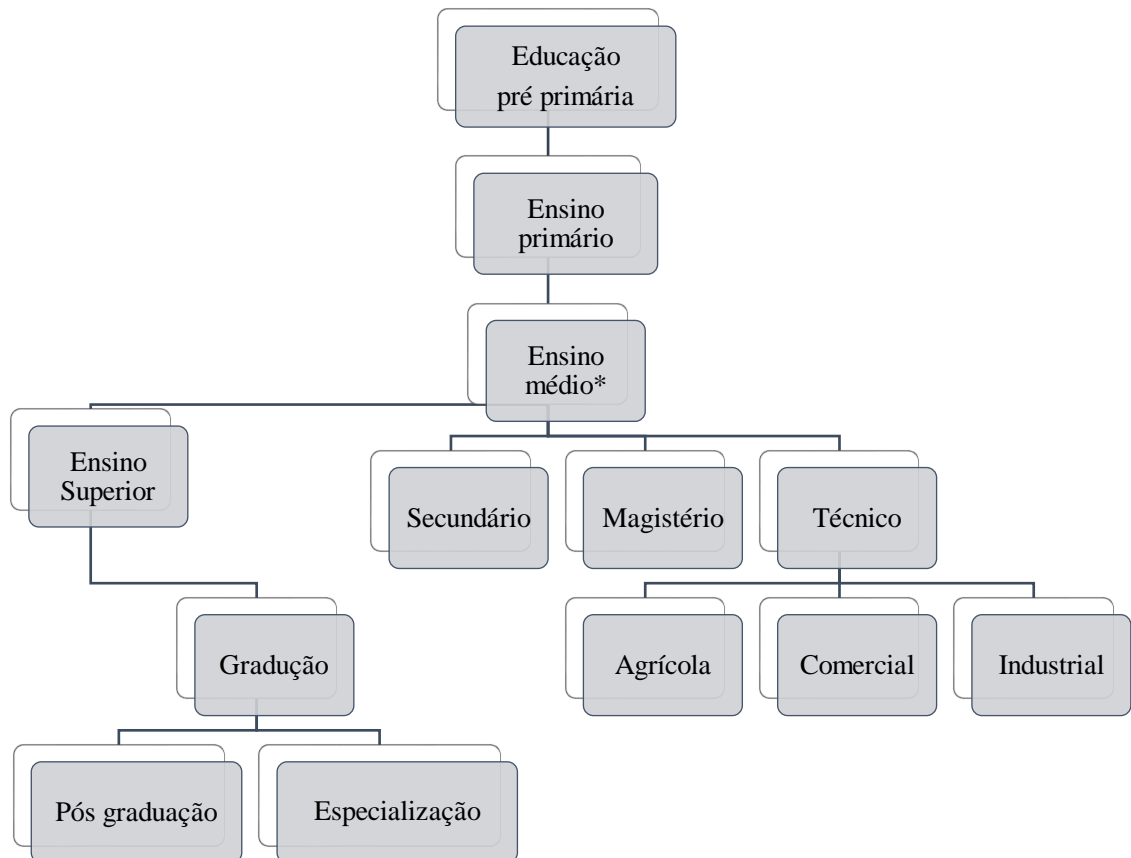 Educação
pré primária
Ensino
primário
Ensino
médio*
Ensino
Superior
Secundário
Magistério
Técnico
Gradução
Agrícola
Comercial
Industrial
Pós graduação
Especialização